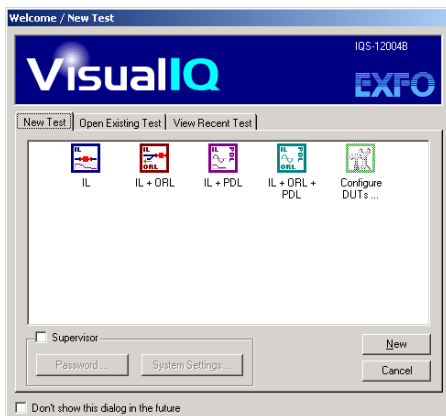 Welcome / New Test
IQS-12004B
VisualIQ
EXFO
New Test
Open Existing Test
View Recent Test
IL
IL
ORL
IL
PDL
IL
PDL
ORL
IL
IL + ORL
IL + PDL
IL + ORL + PDL
Configure DUTs ...
Supervisor
Password ...
System Settings ...
New
Cancel
Don't show this dialog in the future